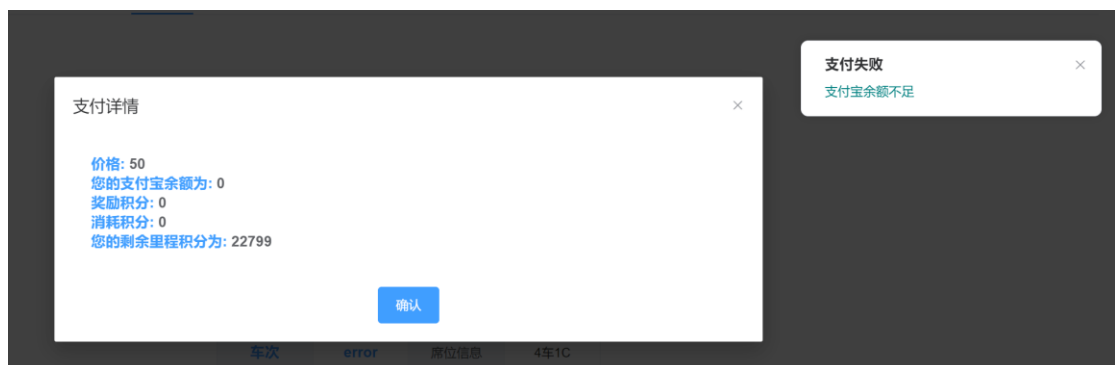 支付失败
支付宝余额不足
支付详情
价格: 50
您的支付宝余额为: 0
奖励积分: 0
消耗积分: 0
您的剩余里程积分为: 22799
确认
车次 error 席位信息 4车1C